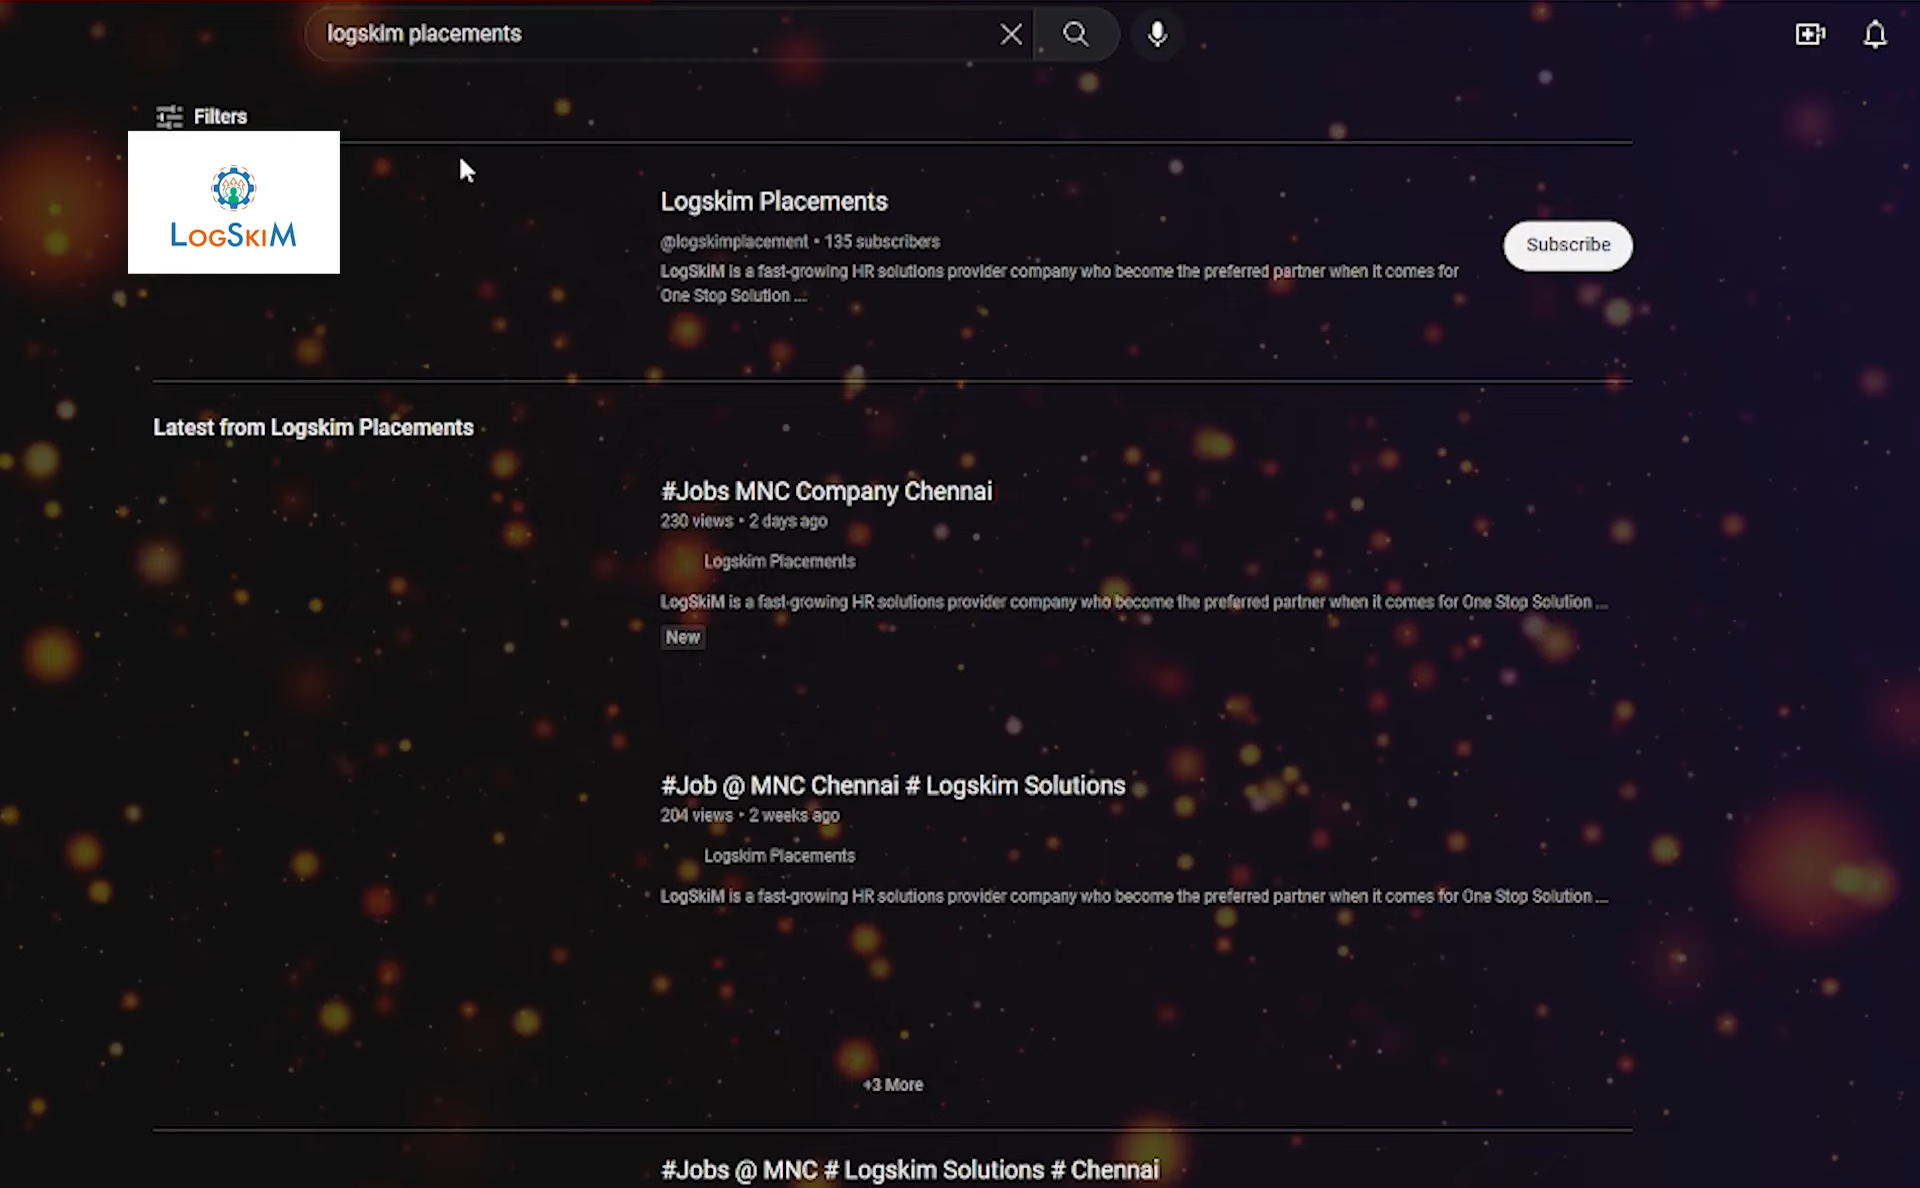 logskim placements
Filters
LOGSKIM
Logskim Placements
@logskimplacement • 135 subscribers
LogSkiM is a fast-growing HR solutions provider company who become the preferred partner when it comes for
One Stop Solution ...
Subscribe
Latest from Logskim Placements
#Jobs MNC Company Chennai
230 views • 2 days ago
Logskim Placements
LogSkiM is a fast-growing HR solutions provider company who become the preferred partner when it comes for One Stop Solution ...
New
#Job @ MNC Chennai # Logskim Solutions
204 views • 2 weeks ago
Logskim Placements
LogSkiM is a fast-growing HR solutions provider company who become the preferred partner when it comes for One Stop Solution ...
+3 More
#Jobs @ MNC # Logskim Solutions # Chennai